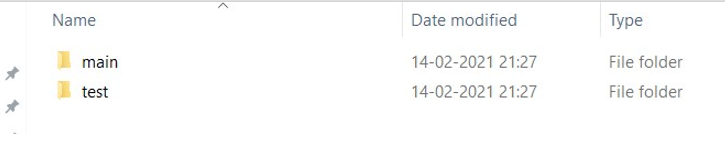 Name Date modified Type
main 14-02-2021 21:27 File folder
test 14-02-2021 21:27 File folder